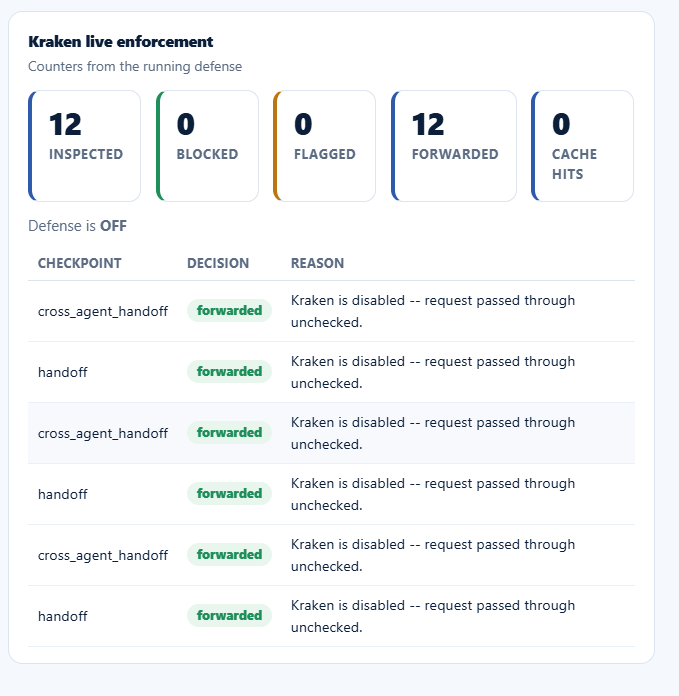 Kraken live enforcement
Counters from the running defense
12
INSPECTED
0
BLOCKED
0
FLAGGED
12
FORWARDED
0
CACHE
HITS
Defense is OFF
CHECKPOINT DECISION REASON
cross_agent_handoff forwarded Kraken is disabled -- request passed through
unchecked.
handoff forwarded Kraken is disabled -- request passed through
unchecked.
cross_agent_handoff forwarded Kraken is disabled -- request passed through
unchecked.
handoff forwarded Kraken is disabled -- request passed through
unchecked.
cross_agent_handoff forwarded Kraken is disabled -- request passed through
unchecked.
handoff forwarded Kraken is disabled -- request passed through
unchecked.